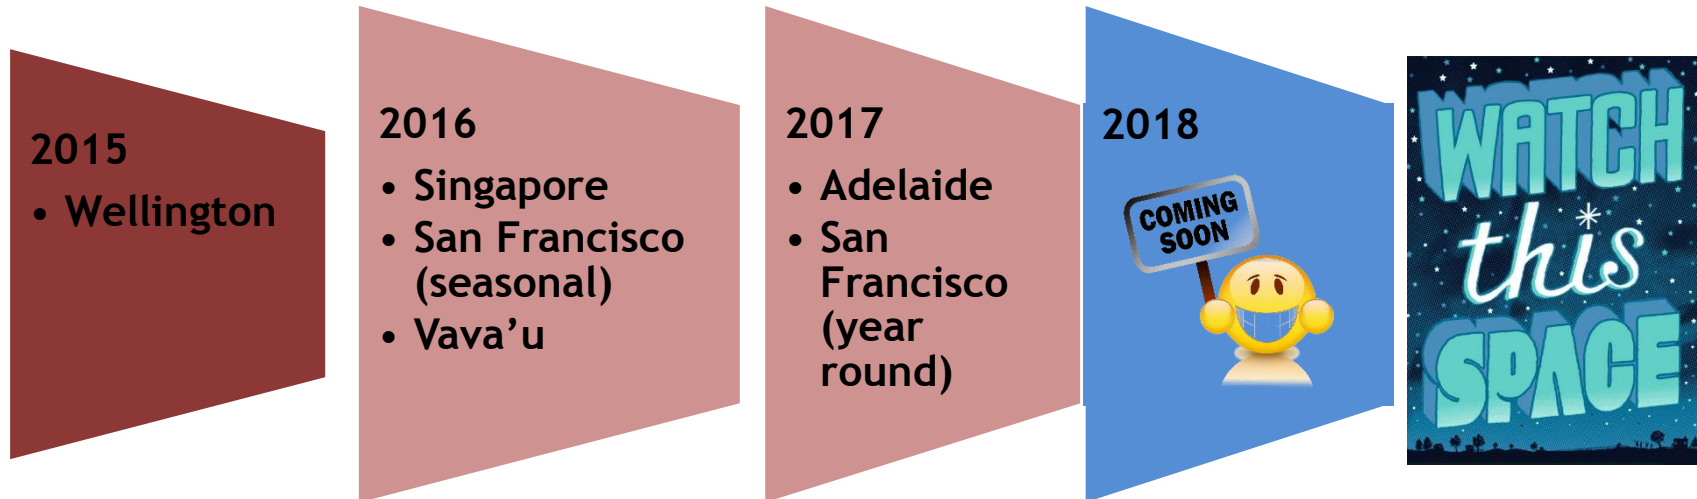 2015
• Wellington
2016
• Singapore
• San Francisco
(seasonal)
• Vava’u
2017
• Adelaide
• San
Francisco
(year
round)
2018
COMING
SOON
WATCH
this
SPACE